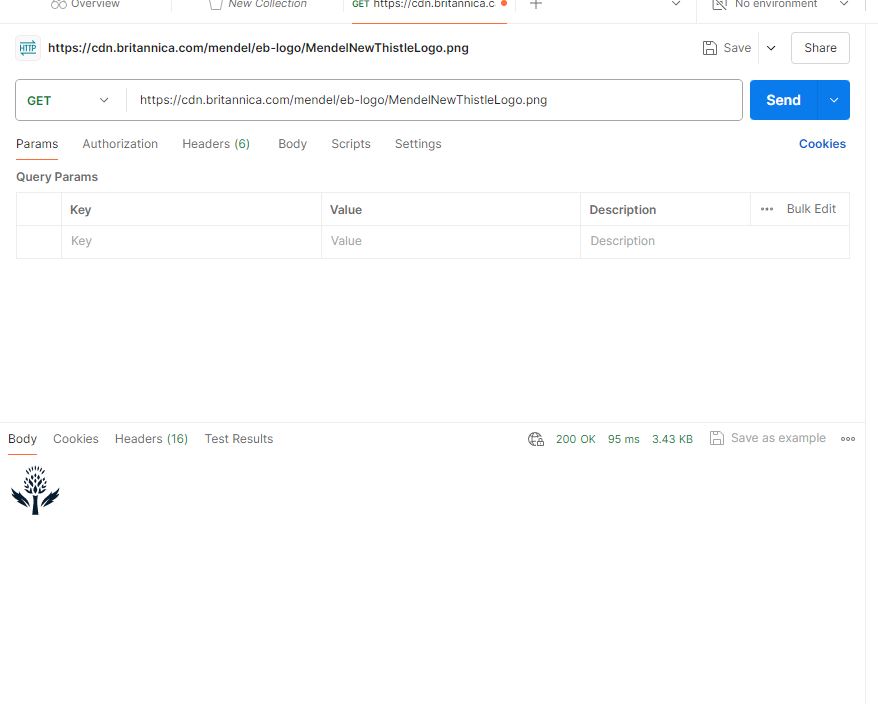 Overview New Collection GET https://cdn.britannica.c No environment
HTTP https://cdn.britannica.com/mendel/eb-logo/MendelNewThistleLogo.png Save Share
GET https://cdn.britannica.com/mendel/eb-logo/MendelNewThistleLogo.png Send
Params Authorization Headers (6) Body Scripts Settings Cookies
Query Params
Key Value Description Bulk Edit
Key Value Description
Body Cookies Headers (16) Test Results 200 OK 95 ms 3.43 KB Save as example